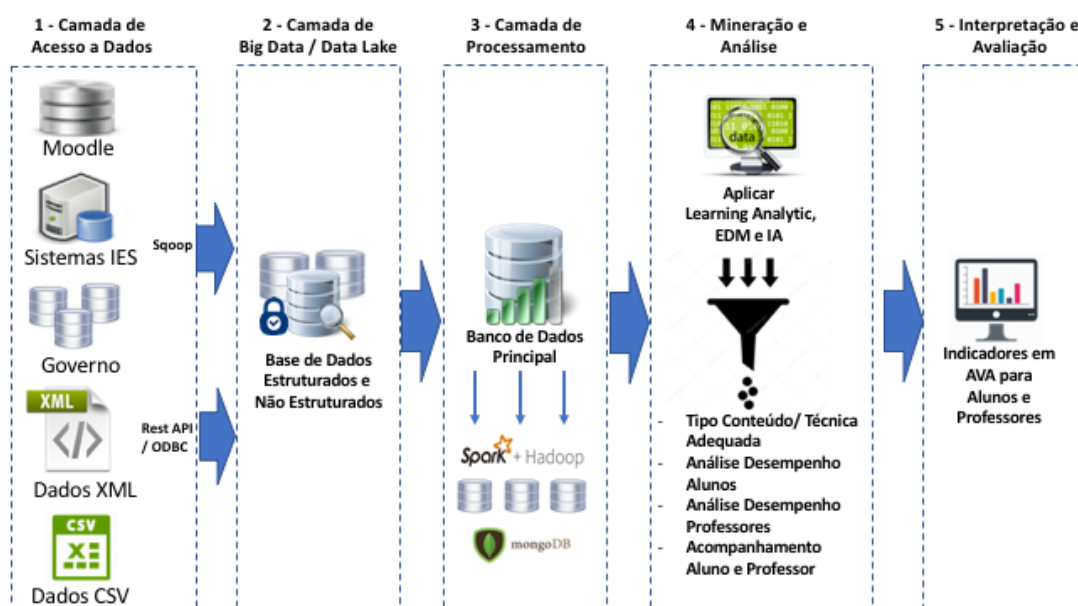 1 - Camada de
Acesso a Dados
Moodle
Sistemas IES
Governo
XML
Dados XML
CSV
Dados CSV
Sqoop
Rest API
/ ODBC
2 - Camada de
Big Data / Data Lake
Base de Dados
Estruturados e
Não Estruturados
3 - Camada de
Processamento
Banco de Dados
Principal
Spark + Hadoop
mongoDB
4 - Mineração e
Análise
data
Aplicar
Learning Analytic,
EDM e IA
- Tipo Conteúdo/ Técnica
Adequada
- Análise Desempenho
Alunos
- Análise Desempenho
Professores
- Acompanhamento
Aluno e Professor
5 - Interpretação e
Avaliação
Indicadores em
AVA para
Alunos e
Professores